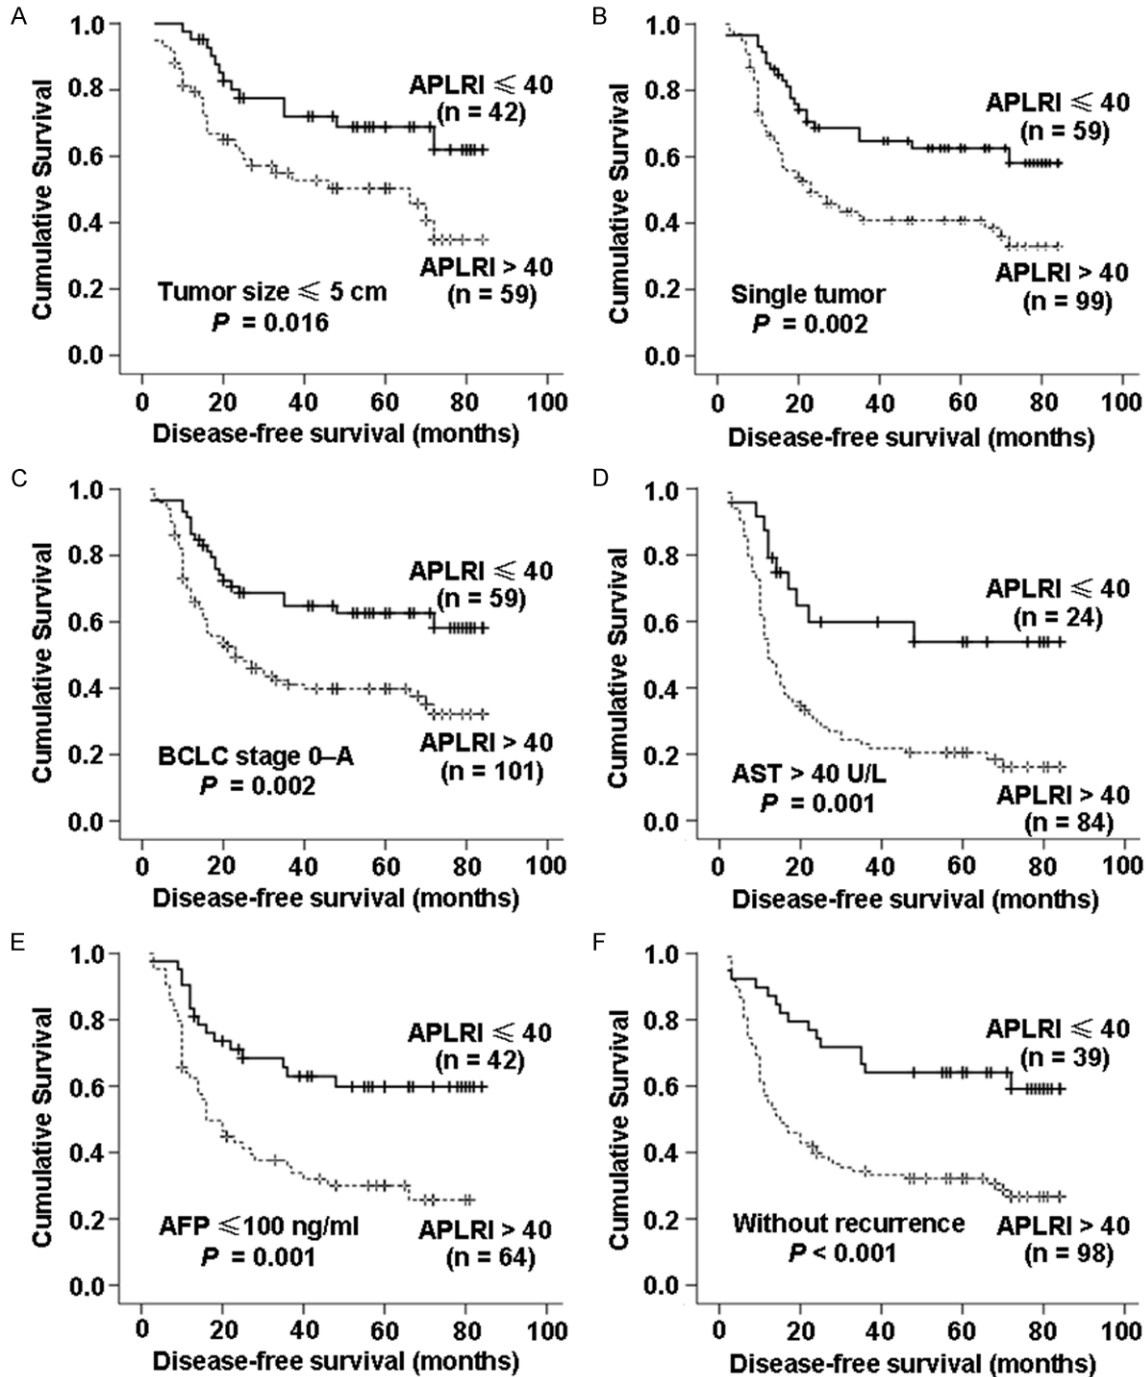 A
Cumulative Survival
1.0
0.8
0.6
0.4
0.2
0.0
APLRI ⩽ 40
(n = 42)
APLRI > 40
(n = 59)
Tumor size ⩽ 5 cm
P = 0.016
0 20 40 60 80 100
Disease-free survival (months)
B
Cumulative Survival
1.0
0.8
0.6
0.4
0.2
0.0
APLRI ⩽ 40
(n = 59)
APLRI > 40
(n = 99)
Single tumor
P = 0.002
0 20 40 60 80 100
Disease-free survival (months)
C
Cumulative Survival
1.0
0.8
0.6
0.4
0.2
0.0
APLRI ⩽ 40
(n = 59)
APLRI > 40
(n = 101)
BCLC stage 0–A
P = 0.002
0 20 40 60 80 100
Disease-free survival (months)
D
Cumulative Survival
1.0
0.8
0.6
0.4
0.2
0.0
APLRI ⩽ 40
(n = 24)
AST > 40 U/L
P = 0.001
APLRI > 40
(n = 84)
0 20 40 60 80 100
Disease-free survival (months)
E
Cumulative Survival
1.0
0.8
0.6
0.4
0.2
0.0
APLRI ⩽ 40
(n = 42)
AFP ⩽100 ng/ml
P = 0.001
APLRI > 40
(n = 64)
0 20 40 60 80 100
Disease-free survival (months)
F
Cumulative Survival
1.0
0.8
0.6
0.4
0.2
0.0
APLRI ⩽ 40
(n = 39)
Without recurrence
P < 0.001
APLRI > 40
(n = 98)
0 20 40 60 80 100
Disease-free survival (months)